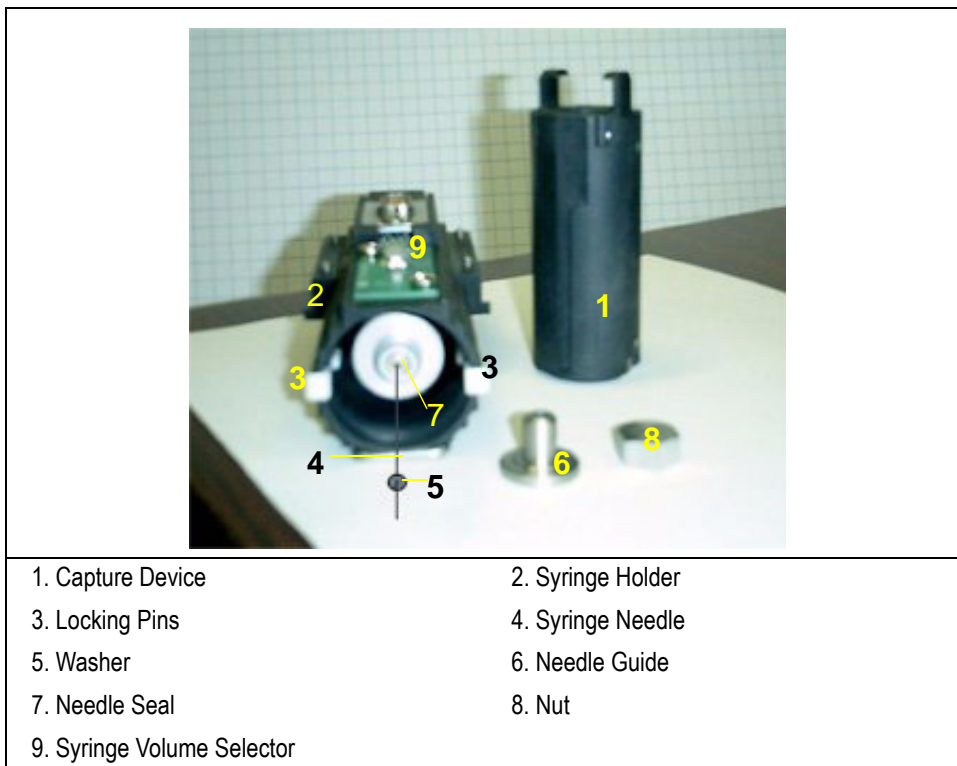 9
2
1
3
3
7
8
4
6
5
1. Capture Device
2. Syringe Holder
3. Locking Pins
4. Syringe Needle
5. Washer
6. Needle Guide
7. Needle Seal
8. Nut
9. Syringe Volume Selector